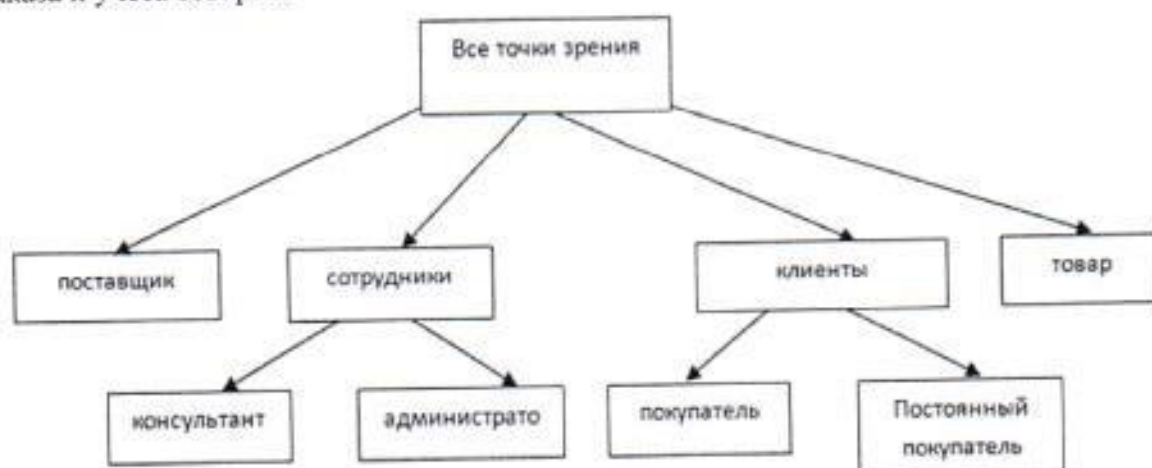 Все точки зрения
поставщик
сотрудники
клиенты
товар
консультант
администрато
покупатель
Постоянный
покупатель